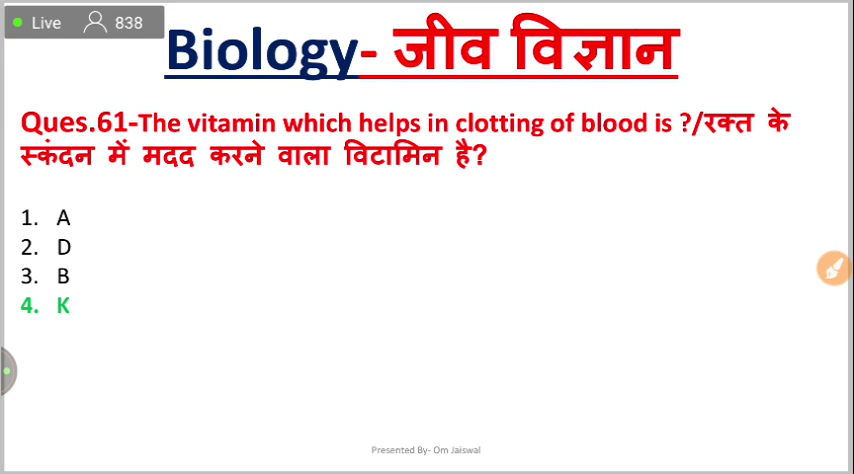 Live 838
Biology- जीव विज्ञान
Ques.61-The vitamin which helps in clotting of blood is ?/रक्त के
स्कंदन में मदद करने वाला विटामिन है?
1. A
2. D
3. B
4. K
Presented By- Om Jaiswal